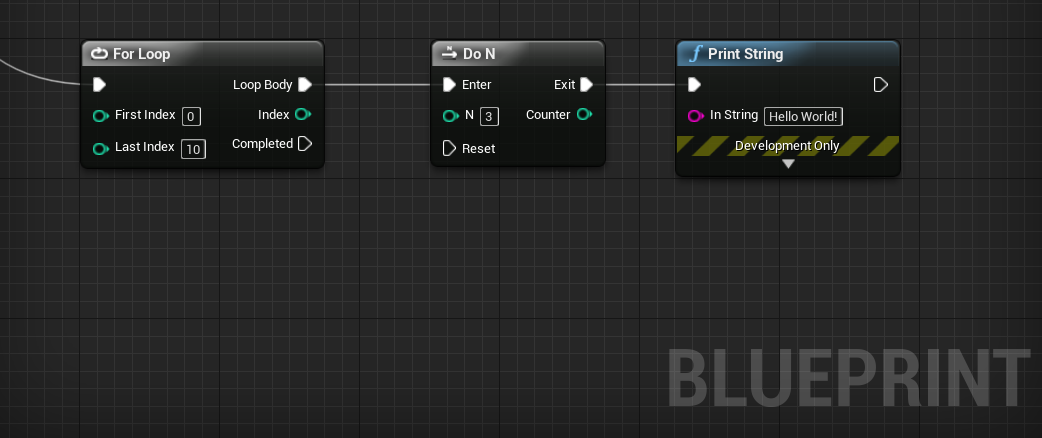 For Loop
Loop Body
First Index 0
Index
Last Index 10
Completed
N
Do N
Enter
Exit
N 3
Counter
Reset
f Print String
In String Hello World!
Development Only
BLUEPRINT